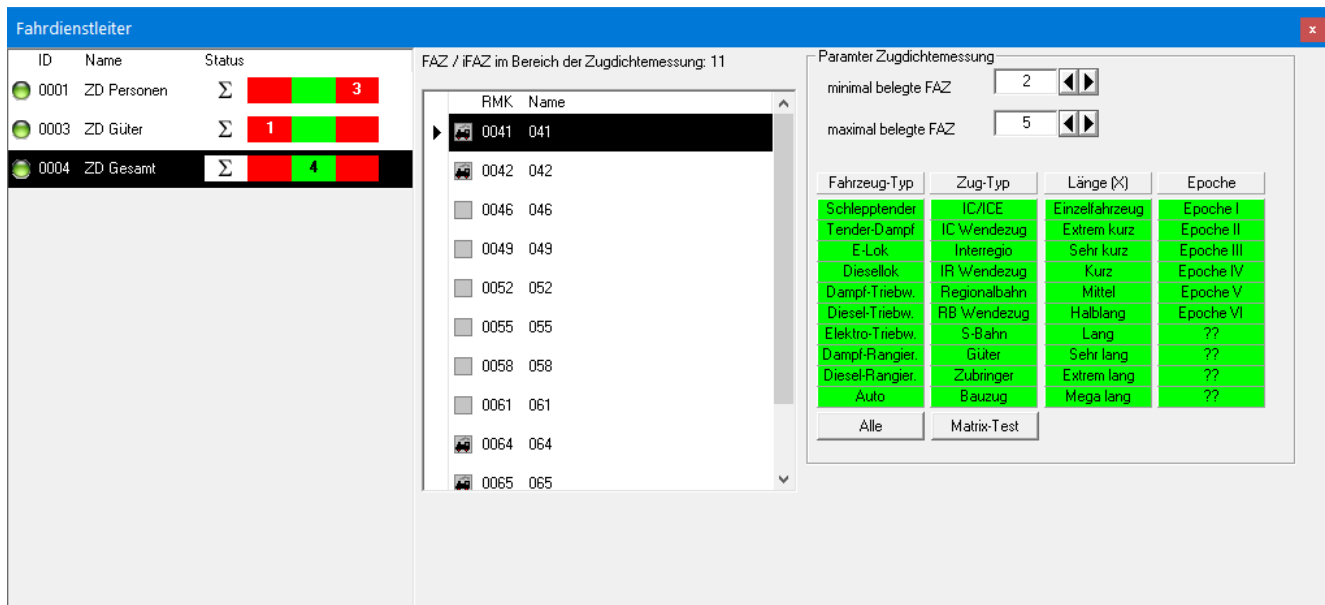 Fahrdienstleiter
x
ID Name Status
0001 ZD Personen Σ 3
0003 ZD Güter Σ 1
0004 ZD Gesamt Σ 4
FAZ / iFAZ im Bereich der Zugdichtemessung: 11
RMK Name
0041 041
0042 042
0046 046
0049 049
0052 052
0055 055
0058 058
0061 061
0064 064
0065 065
Paramter Zugdichtemessung
minimal belegte FAZ 2
maximal belegte FAZ 5
Fahrzeug-Typ Zug-Typ Länge (X) Epoche
Schlepptender IC/ICE Einzelfahrzeug Epoche I
Tender-Dampf IC Wendezug Extrem kurz Epoche II
E-Lok Interregio Sehr kurz Epoche III
Diesellok IR Wendezug Kurz Epoche IV
Dampf-Triebw. Regionalbahn Mittel Epoche V
Diesel-Triebw. RB Wendezug Halblang Epoche VI
Elektro-Triebw. S-Bahn Lang ??
Dampf-Rangier. Güter Sehr lang ??
Diesel-Rangier. Zubringer Extrem lang ??
Auto Bauzug Mega lang ??
Alle Matrix-Test